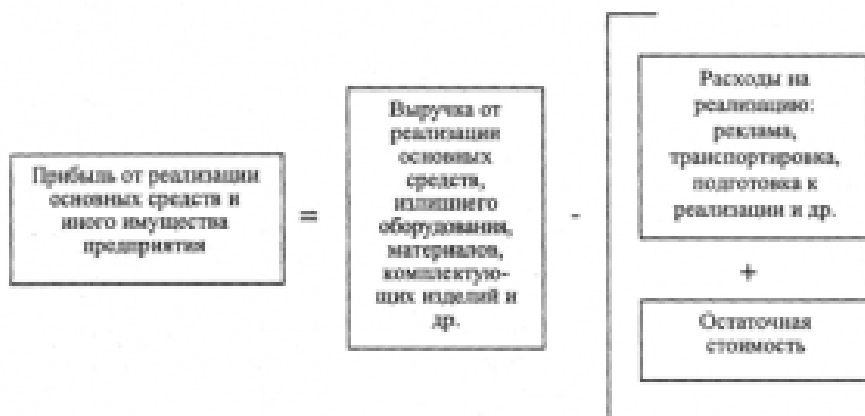 Прибыль от реализации
основных средств и
иного имущества
предприятия
=
Выручка от
реализации
основных
средств,
излишнего
оборудования,
материалов,
комплектую-
щих изделий и
др.
-
Расходы на
реализацию:
реклама,
транспортировка,
подготовка к
реализации и др.
+
Остаточная
стоимость